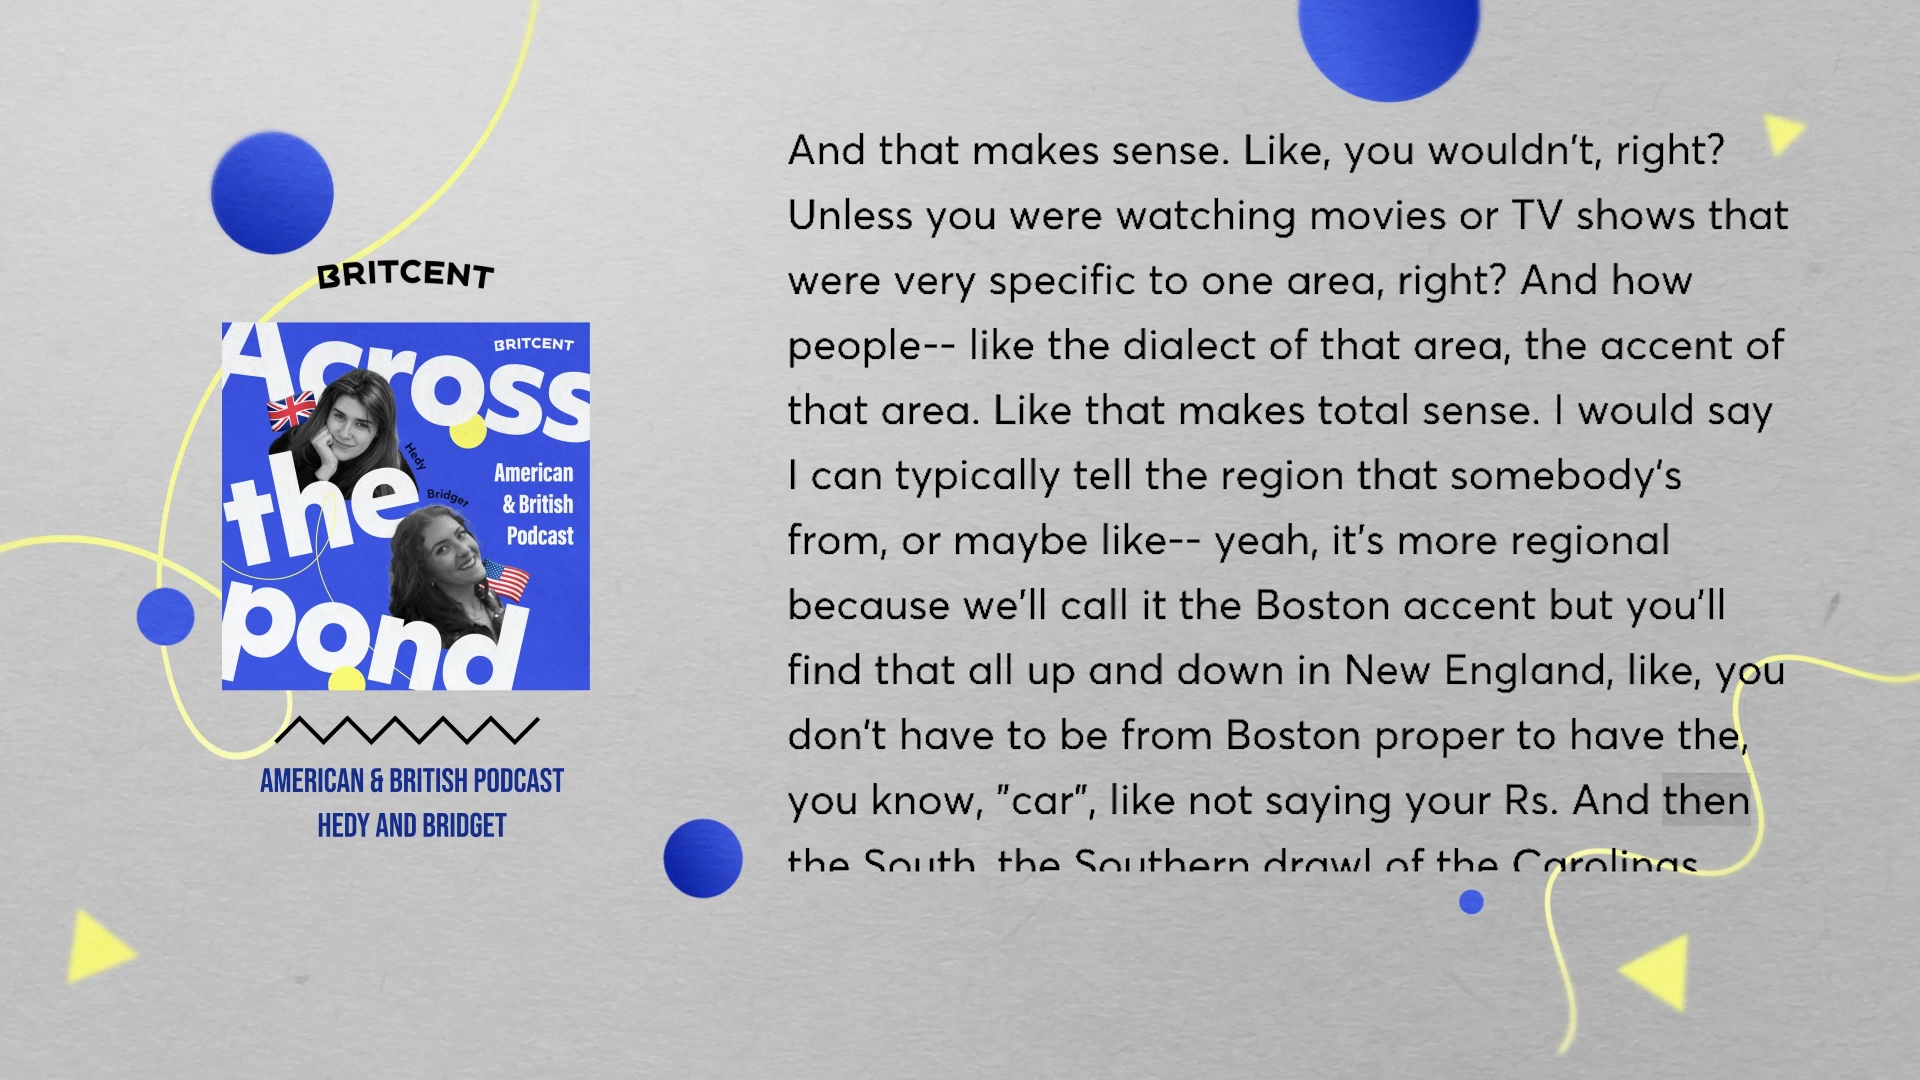 BRITCENT
Across
BRITCENT
the
Hedy
Bridget
American
& British
Podcast
pond
AMERICAN & BRITISH PODCAST
HEDY AND BRIDGET
And that makes sense. Like, you wouldn't, right?
Unless you were watching movies or TV shows that
were very specific to one area, right? And how
people-- like the dialect of that area, the accent of
that area. Like that makes total sense. I would say
I can typically tell the region that somebody's
from, or maybe like-- yeah, it's more regional
because we'll call it the Boston accent but you'll
find that all up and down in New England, like, you
don't have to be from Boston proper to have the,
you know, "car", like not saying your Rs. And then
the South, the Southern drawl of the Carolinas